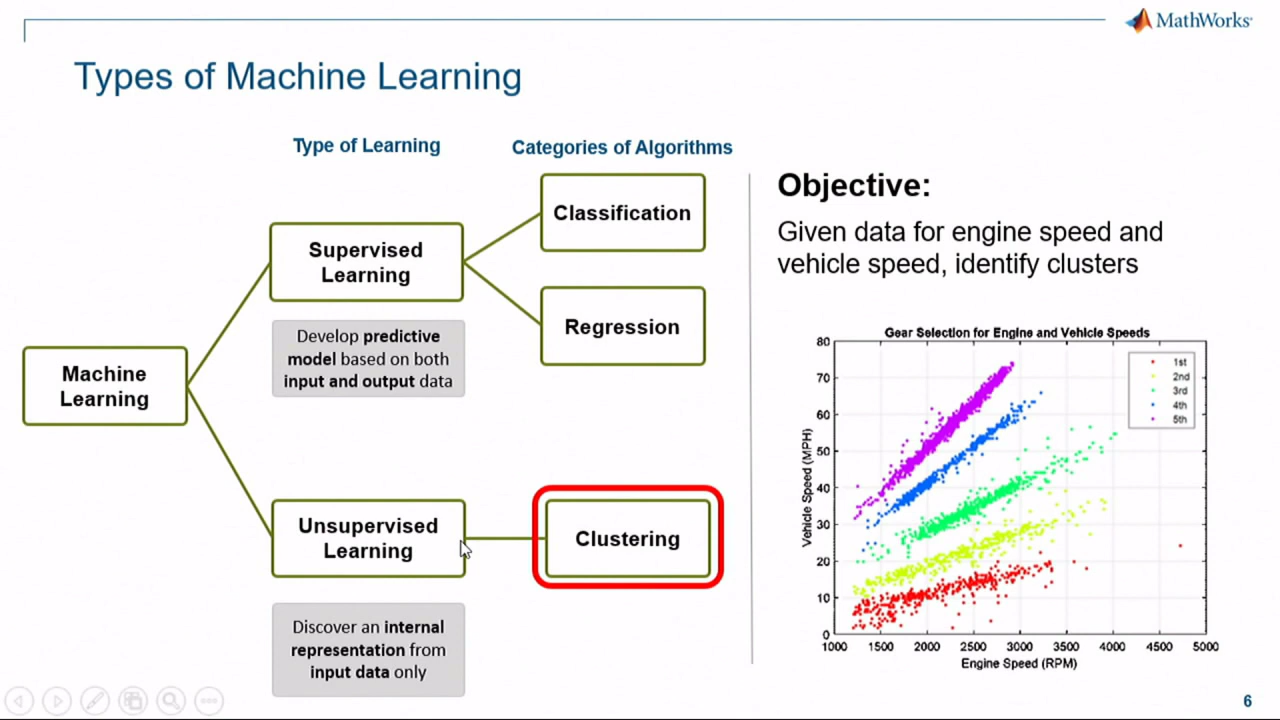 MathWorks
Types of Machine Learning
Type of Learning
Categories of Algorithms
Machine
Learning
Supervised
Learning
Develop predictive
model based on both
input and output data
Classification
Regression
Unsupervised
Learning
Discover an internal
representation from
input data only
Clustering
Objective:
Given data for engine speed and
vehicle speed, identify clusters
Gear Selection for Engine and Vehicle Speeds
1st
2nd
3rd
4th
5th
Vehicle Speed (MPH)
80
70
60
50
40
30
20
10
0
1000 1500 2000 2500 3000 3500 4000 4500 5000
Engine Speed (RPM)
6